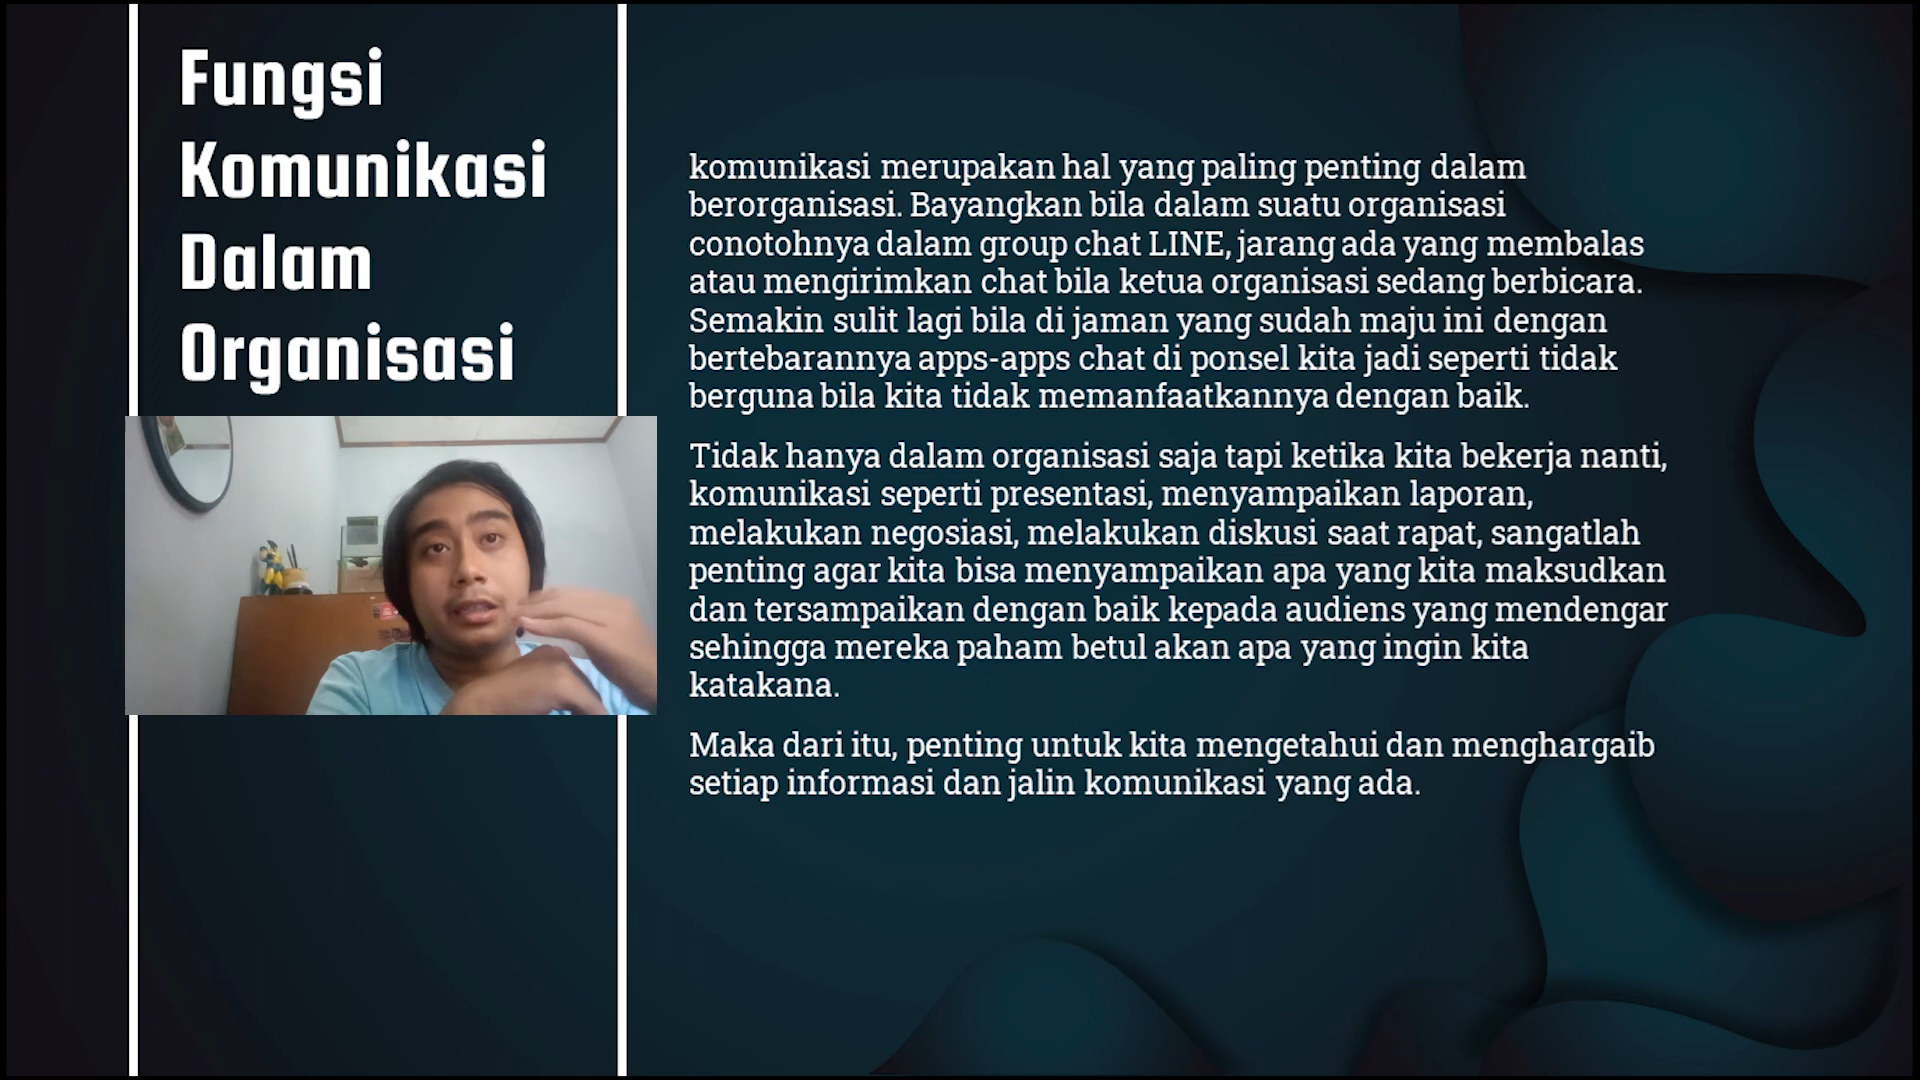 Fungsi
Komunikasi
Dalam
Organisasi
komunikasi merupakan hal yang paling penting dalam
berorganisasi. Bayangkan bila dalam suatu organisasi
conotohnya dalam group chat LINE, jarang ada yang membalas
atau mengirimkan chat bila ketua organisasi sedang berbicara.
Semakin sulit lagi bila di jaman yang sudah maju ini dengan
bertebarannya apps-apps chat di ponsel kita jadi seperti tidak
berguna bila kita tidak memanfaatkannya dengan baik.
Tidak hanya dalam organisasi saja tapi ketika kita bekerja nanti,
komunikasi seperti presentasi, menyampaikan laporan,
melakukan negosiasi, melakukan diskusi saat rapat, sangatlah
penting agar kita bisa menyampaikan apa yang kita maksudkan
dan tersampaikan dengan baik kepada audiens yang mendengar
sehingga mereka paham betul akan apa yang ingin kita
katakana.
Maka dari itu, penting untuk kita mengetahui dan menghargaib
setiap informasi dan jalin komunikasi yang ada.